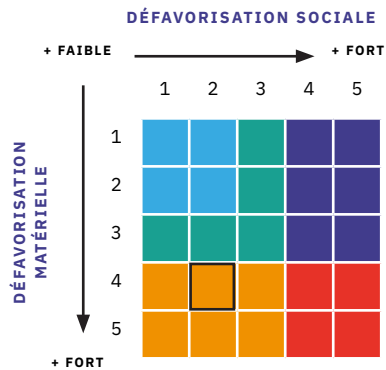 DÉFAVORISATION SOCIALE
+ FAIBLE
+ FORT
1 2 3 4 5
DÉFAVORISATION
MATÉRIELLE
1
2
3
4
5
+ FORT